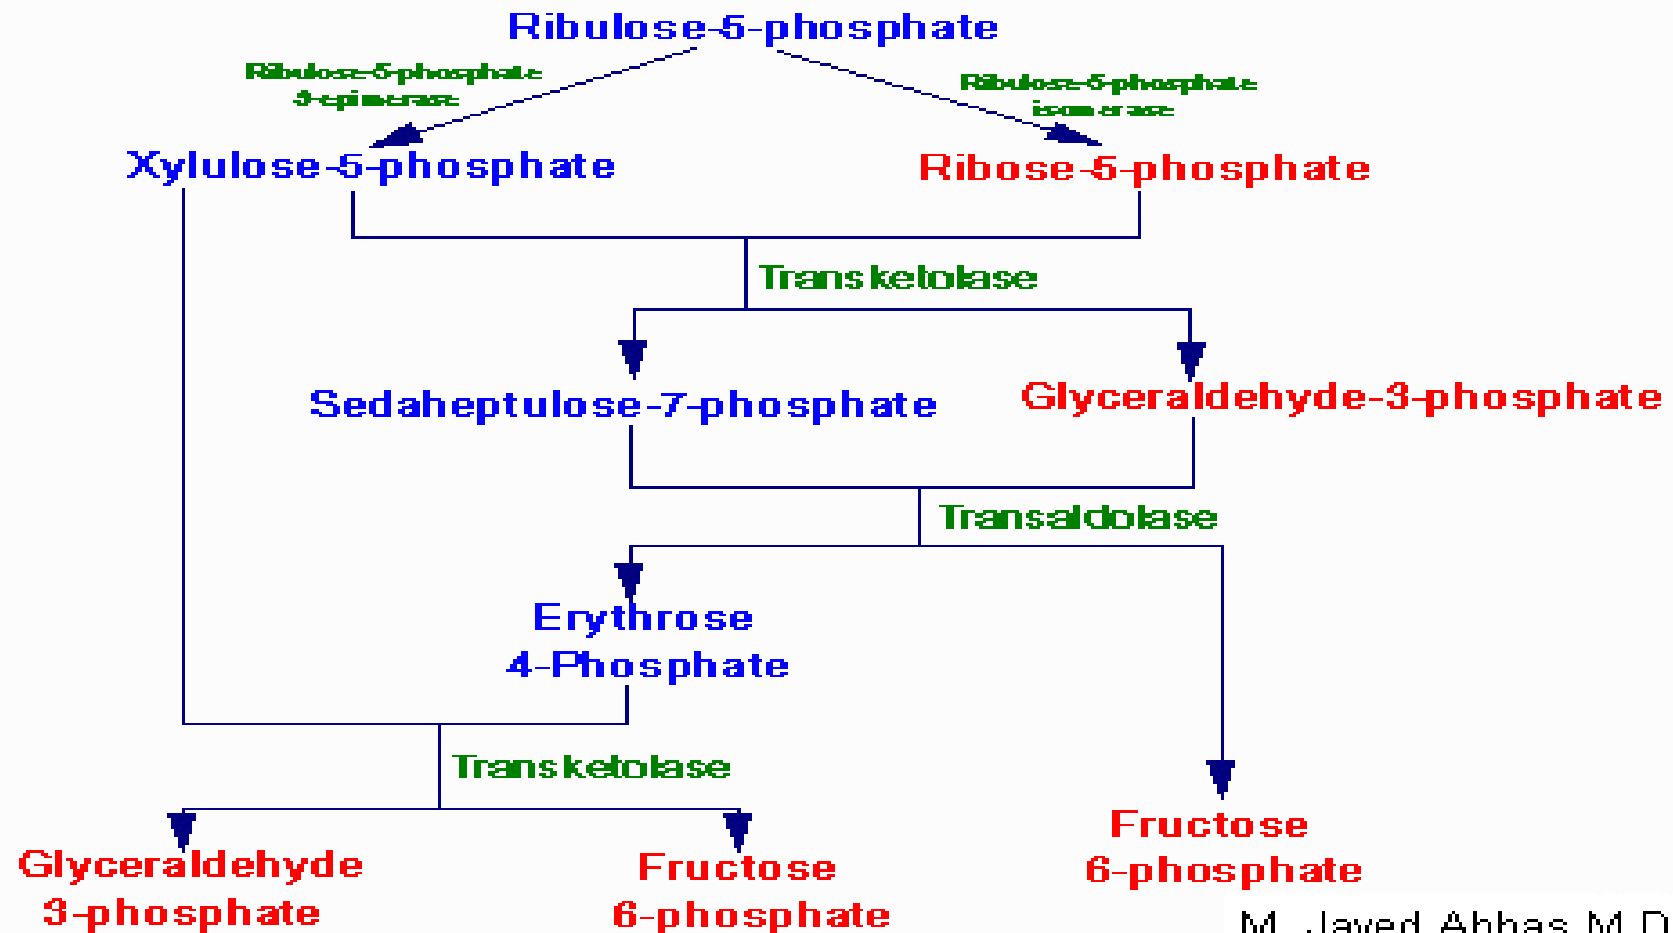 Ribulose-5-phosphate
Ribulose-5-phosphate
3-epimerase
Ribulose-5-phosphate
isomerase
Xylulose-5-phosphate
Ribose-5-phosphate
Transketolase
Sedaheptulose-7-phosphate
Glyceraldehyde-3-phosphate
Transaldolase
Erythrose
4-Phosphate
Transketolase
Glyceraldehyde
3-phosphate
Fructose
6-phosphate
Fructose
6-phosphate
M. Javed Abbas M.D